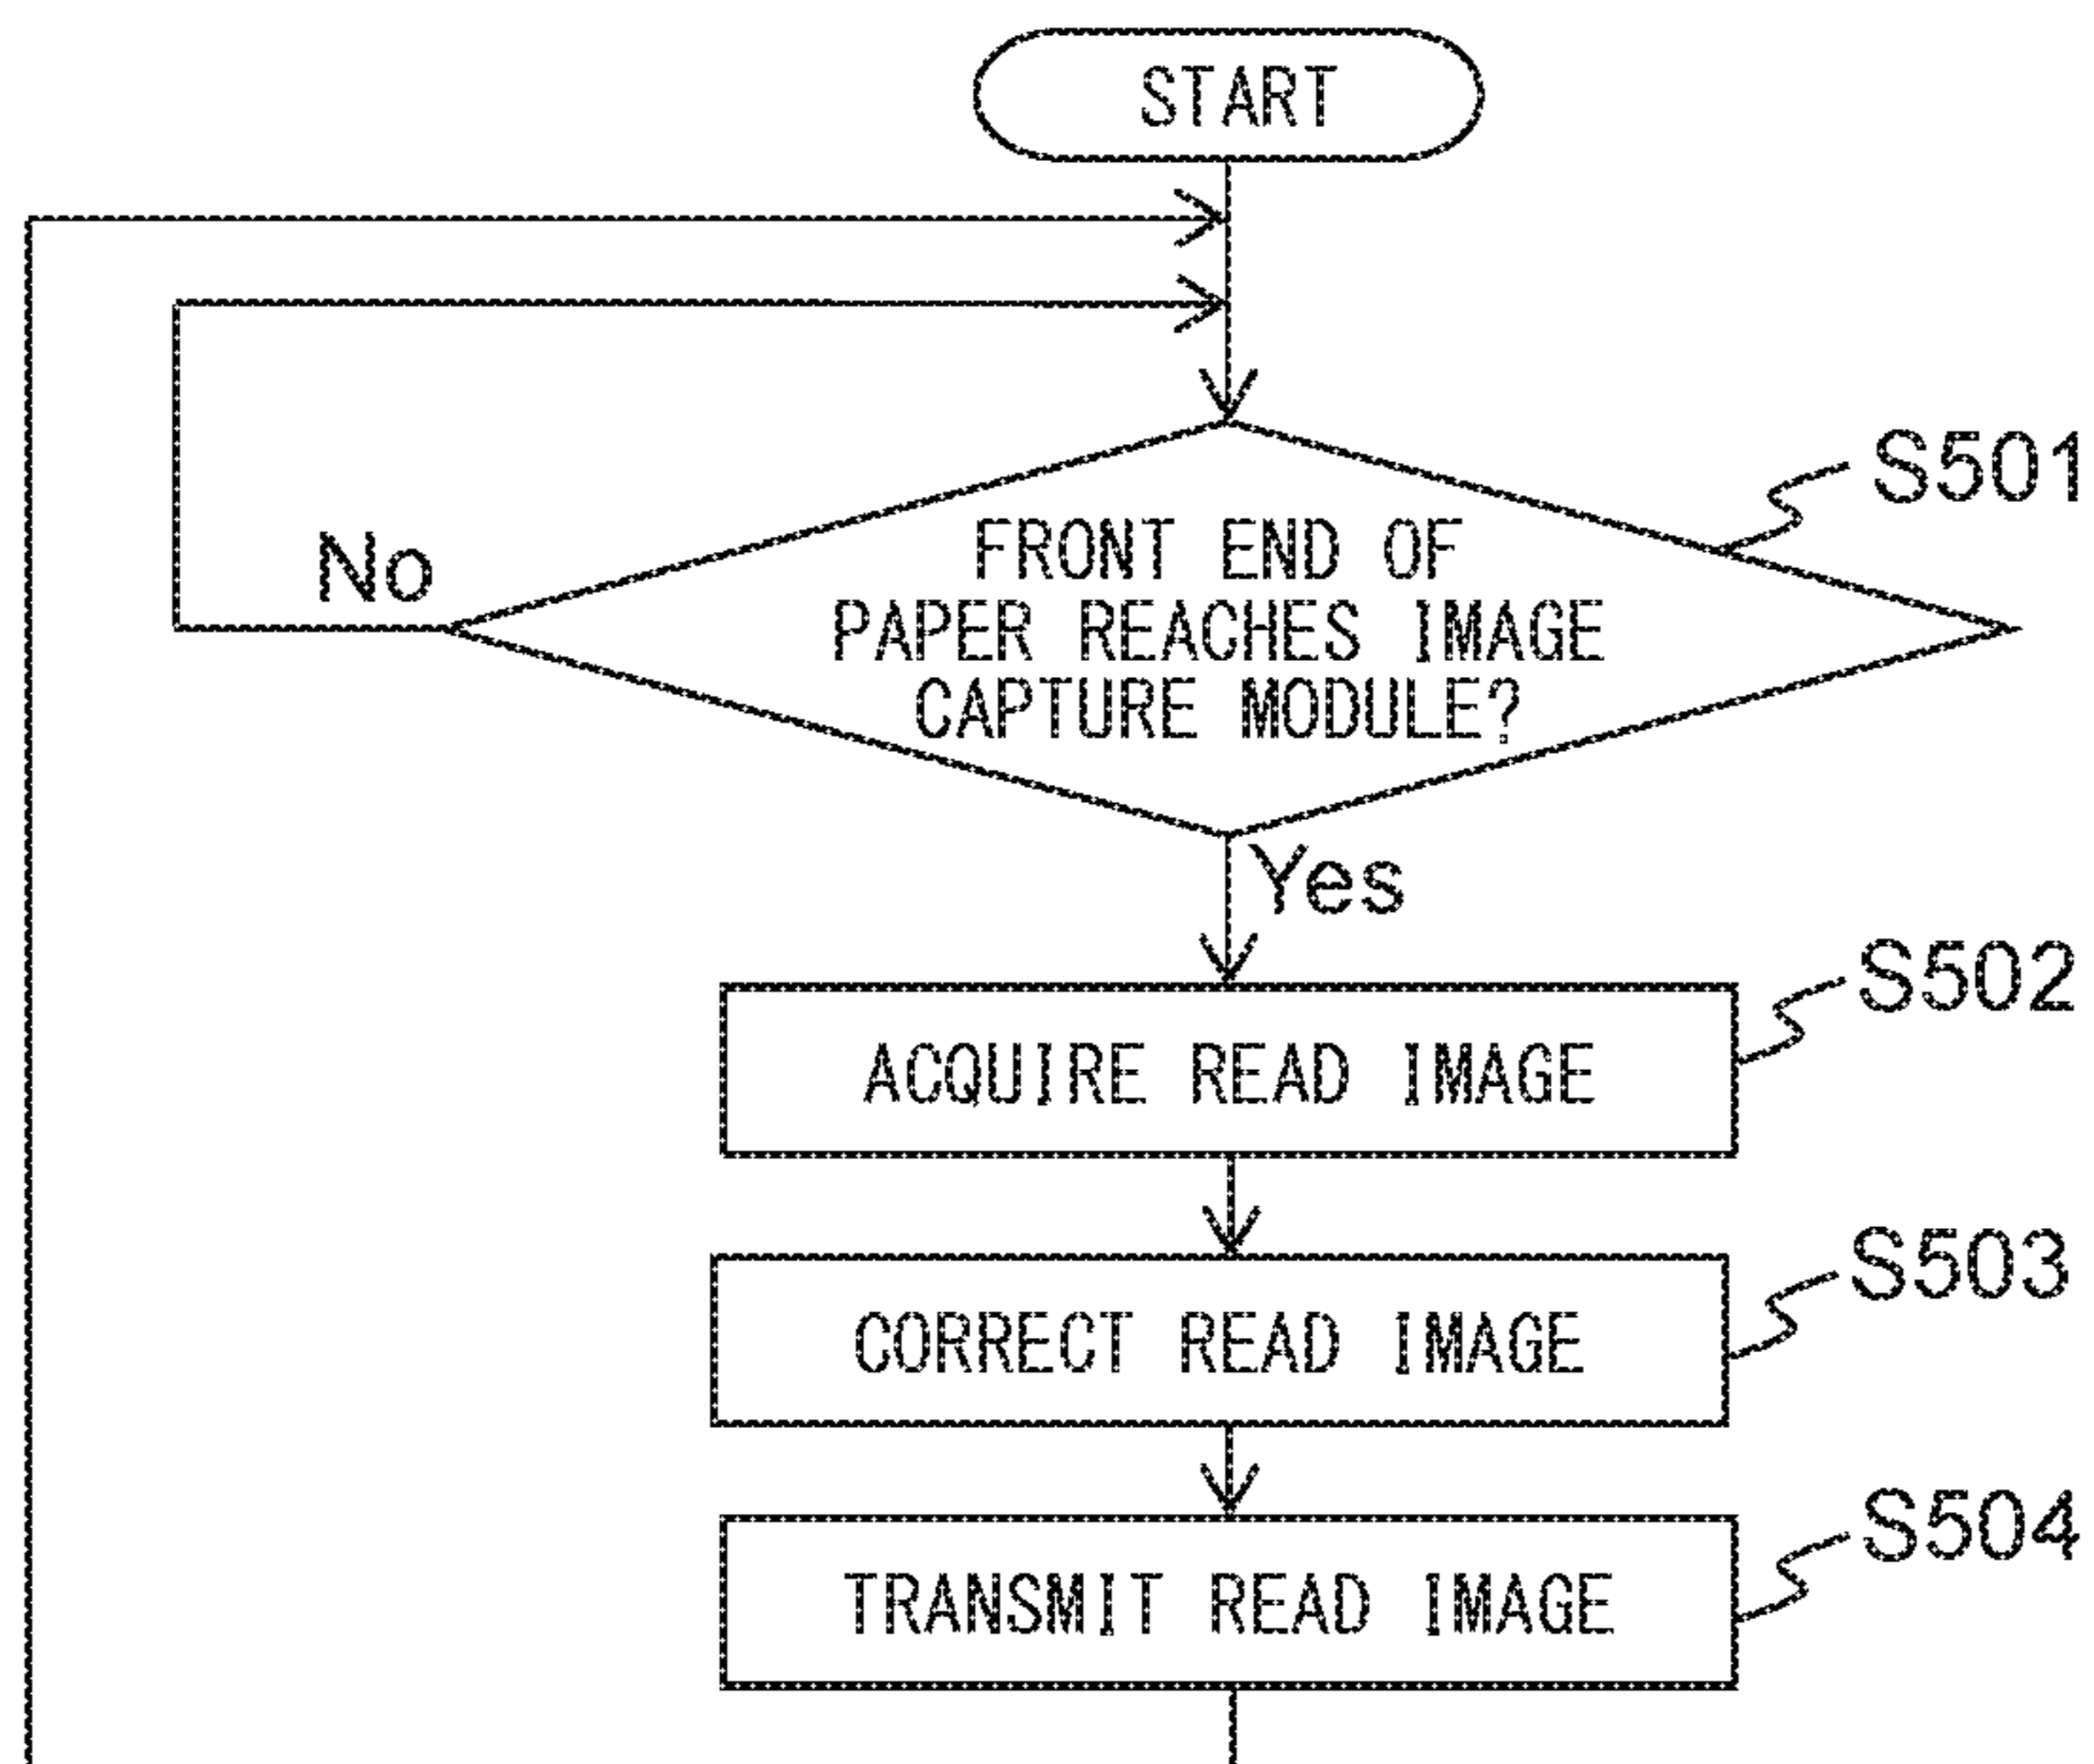 START
S501
No
FRONT END OF
PAPER REACHES IMAGE
CAPTURE MODULE?
Yes
S502
ACQUIRE READ IMAGE
S503
CORRECT READ IMAGE
S504
TRANSMIT READ IMAGE